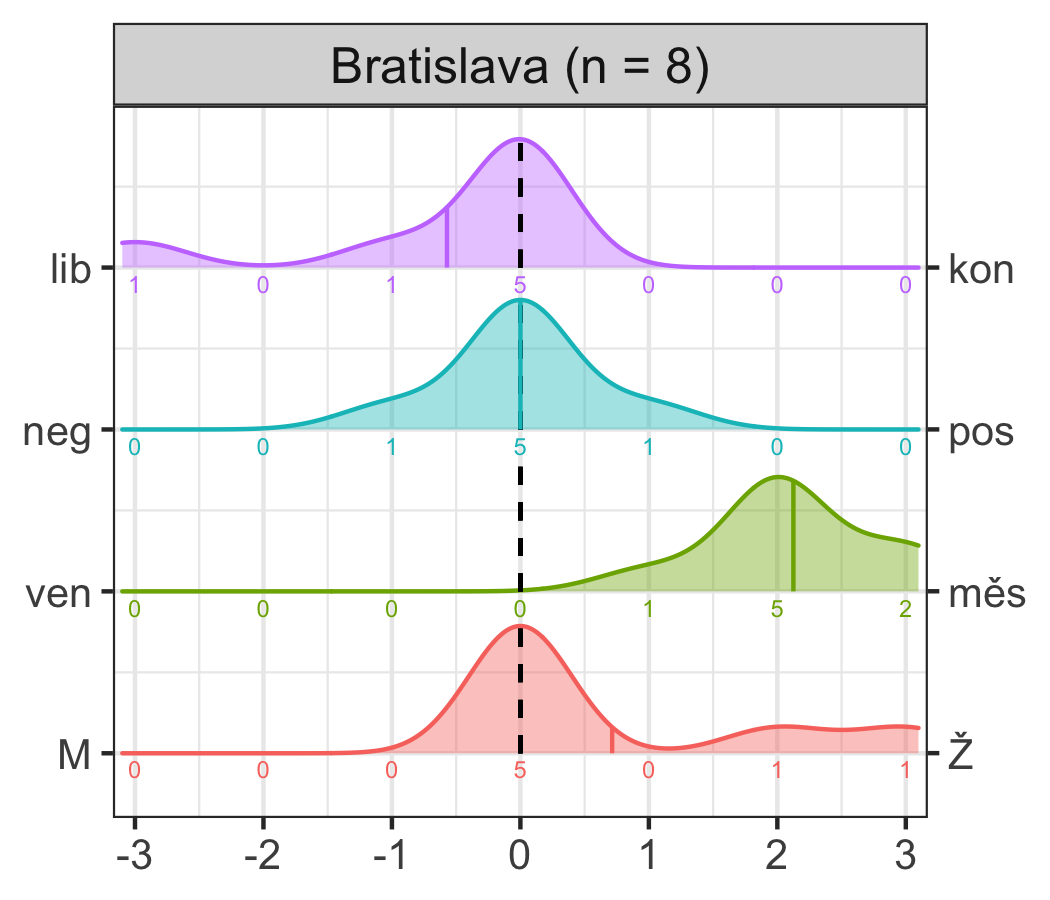 Bratislava (n = 8)
lib kon
1 0 1 5 0 0 0
neg pos
0 0 1 5 1 0 0
ven měs
0 0 0 0 1 5 2
M Ž
0 0 0 5 0 1 1
-3 -2 -1 0 1 2 3